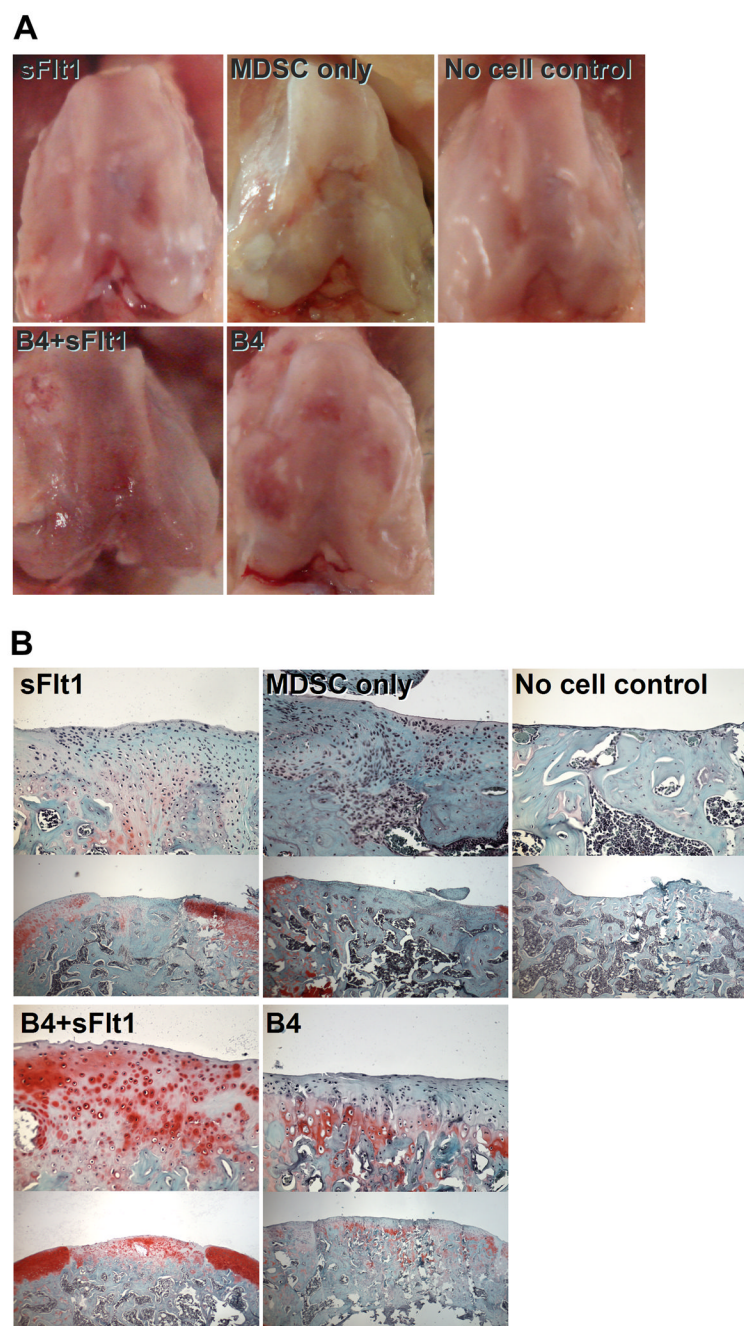 A
sFlt1 MDSC only No cell control
B4+sFlt1 B4
B
sFlt1 MDSC only No cell control
B4+sFlt1 B4